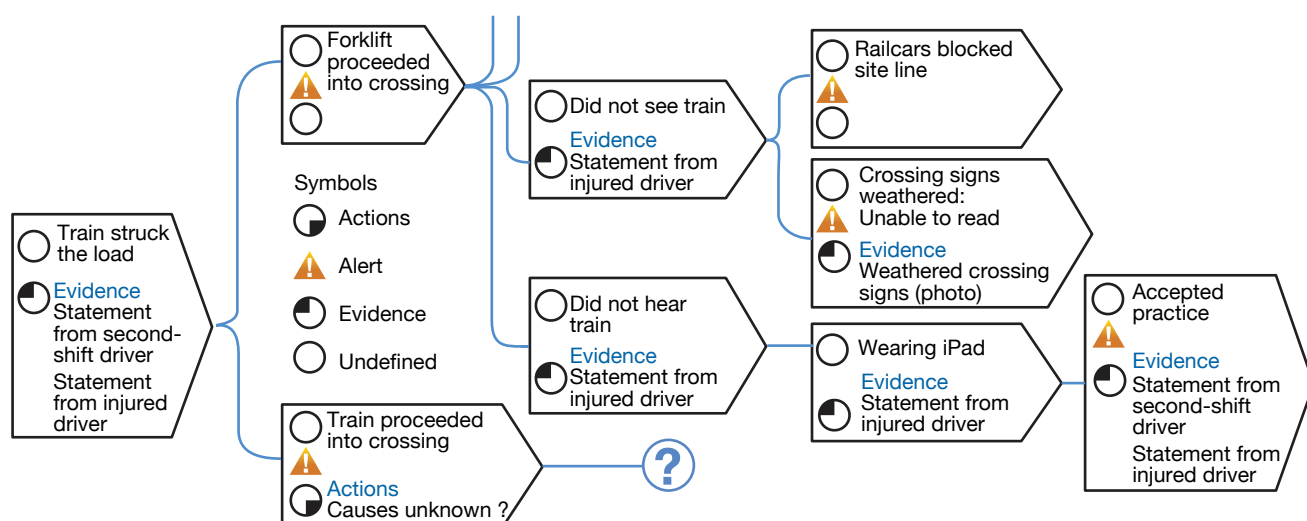 Forklift
proceeded
into crossing
Railcars blocked
site line
Did not see train
Evidence
Statement from
injured driver
Crossing signs
weathered:
Unable to read
Evidence
Weathered crossing
signs (photo)
Symbols
Actions
Alert
Evidence
Undefined
Train struck
the load
Evidence
Statement
from second-
shift driver
Statement
from injured
driver
Did not hear
train
Evidence
Statement from
injured driver
Wearing iPad
Evidence
Statement from
injured driver
Accepted
practice
Evidence
Statement from
second-shift
driver
Statement from
injured driver
Train proceeded
into crossing
Actions
Causes unknown ?
?